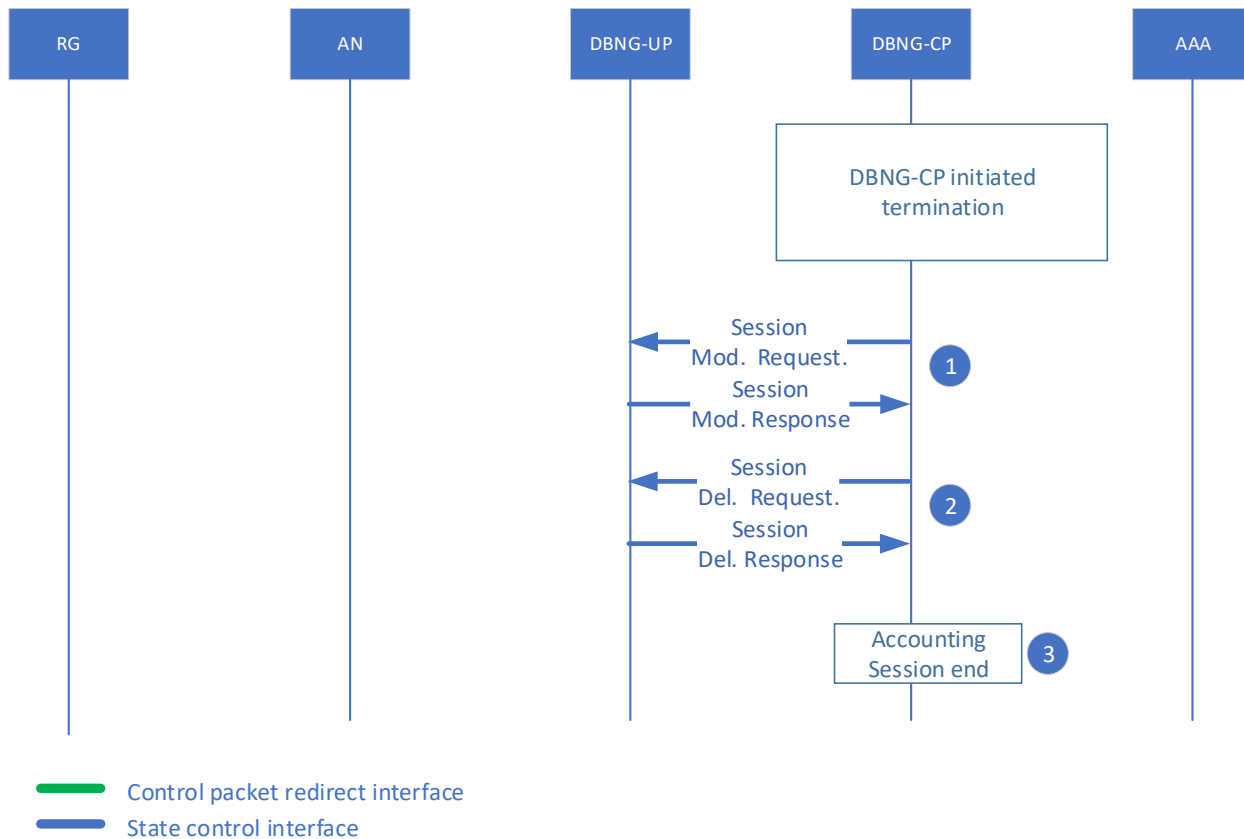 RG
AN
DBNG-UP
DBNG-CP
AAA
DBNG-CP initiated
termination
Session
Mod. Request.
1
Session
Mod. Response
Session
Del. Request.
2
Session
Del. Response
Accounting
Session end
3
Control packet redirect interface
State control interface